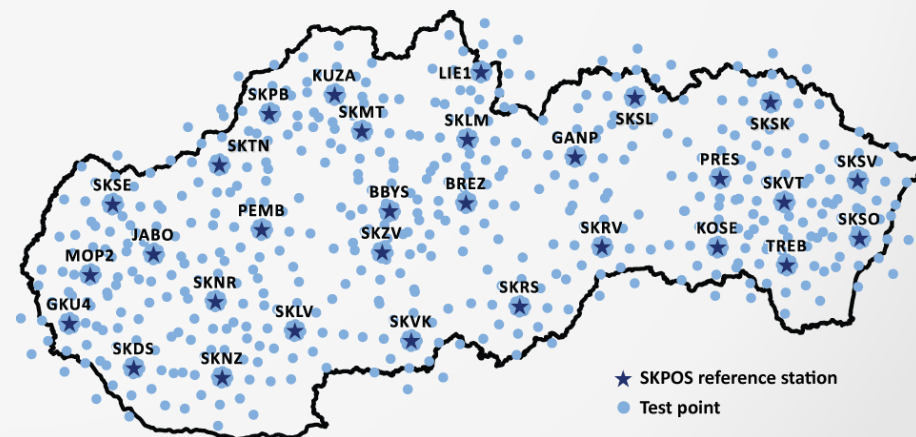 LIE1
KUZA
SKPB
SKMT
SKLM
SKSL
SKSK
GANP
SKTN
PRES
SKSV
SKSE
BBYS
BREZ
SKVT
PEMB
SKZV
SKRV
KOSE
SKSO
JABO
TREB
MOP2
SKNR
SKRS
GKU4
SKLV
SKVK
SKDS
SKNZ
SKPOS reference station
Test point